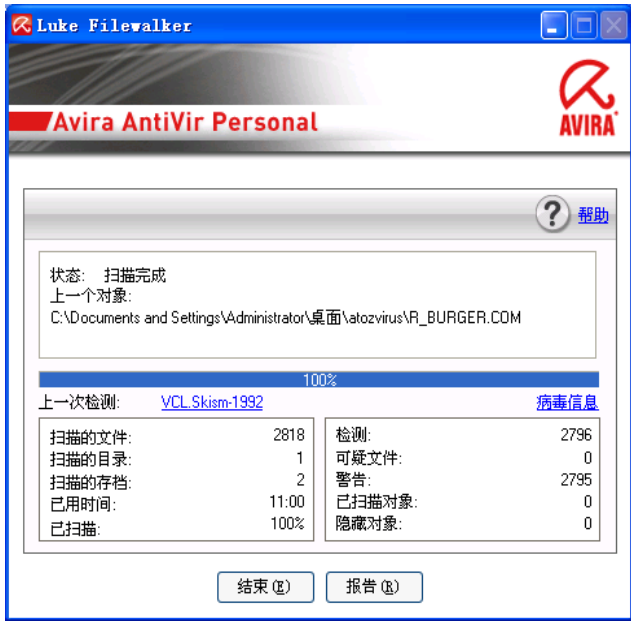 Luke Filewalker
Avira AntiVir Personal
AVIRA
? 帮助
状态: 扫描完成
上一个对象:
C:\Documents and Settings\Administrator\桌面\atozvirus\R_BURGER.COM
100%
上一次检测: VCL.Skism-1992 病毒信息
扫描的文件: 2818
扫描的目录: 1
扫描的存档: 2
已用时间: 11:00
已扫描: 100%
检测: 2796
可疑文件: 0
警告: 2795
已扫描对象: 0
隐藏对象: 0
结束(E) 报告(R)